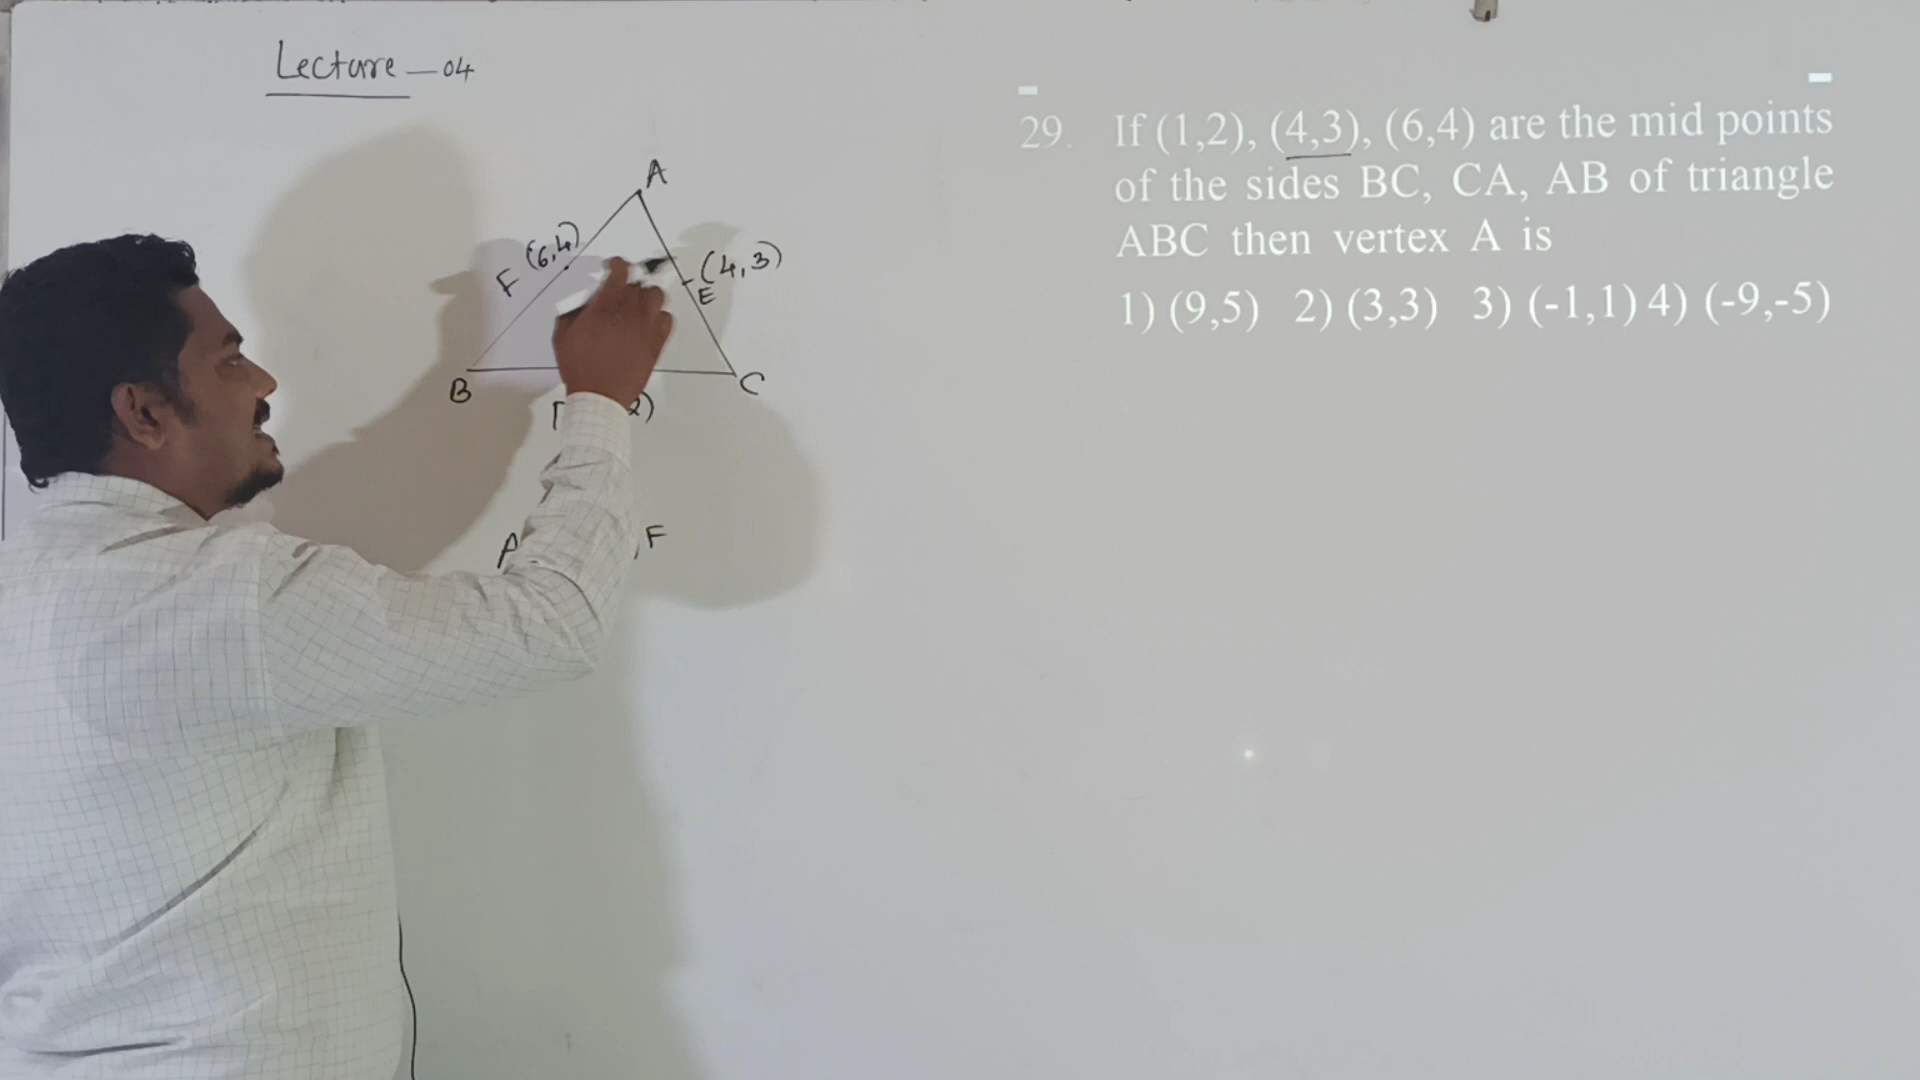 Lecture – 04
A
F (6,4)
(4,3)
E
B
C
2)
A
F
29. If (1,2), (4,3), (6,4) are the mid points
of the sides BC, CA, AB of triangle
ABC then vertex A is
1) (9,5) 2) (3,3) 3) (-1,1) 4) (-9,-5)